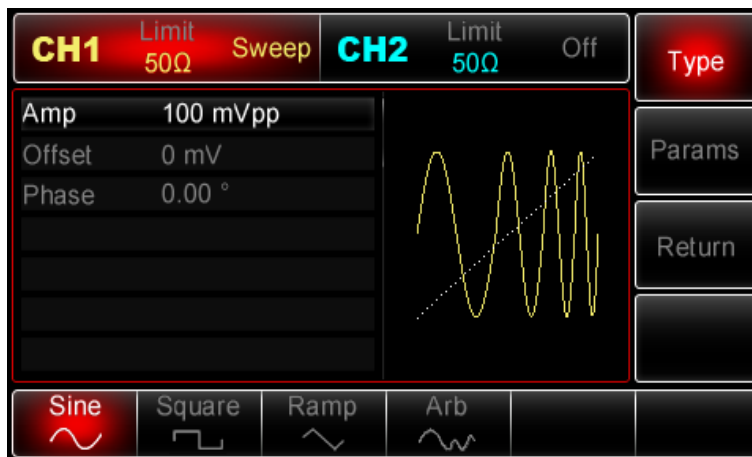 CH1 Limit 50Ω Sweep CH2 Limit 50Ω Off
Type
Amp 100 mVpp
Offset 0 mV
Phase 0.00 °
Params
Return
Sine Square Ramp Arb